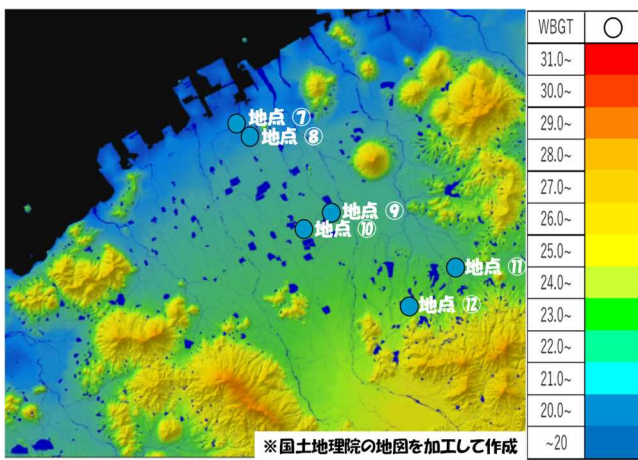 地点 ⑦
地点 ⑧
地点 ⑨
地点 ⑩
地点 ⑪
地点 ⑫
※国土地理院の地図を加工して作成
WBGT ○
31.0~
30.0~
29.0~
28.0~
27.0~
26.0~
25.0~
24.0~
23.0~
22.0~
21.0~
20.0~
~20